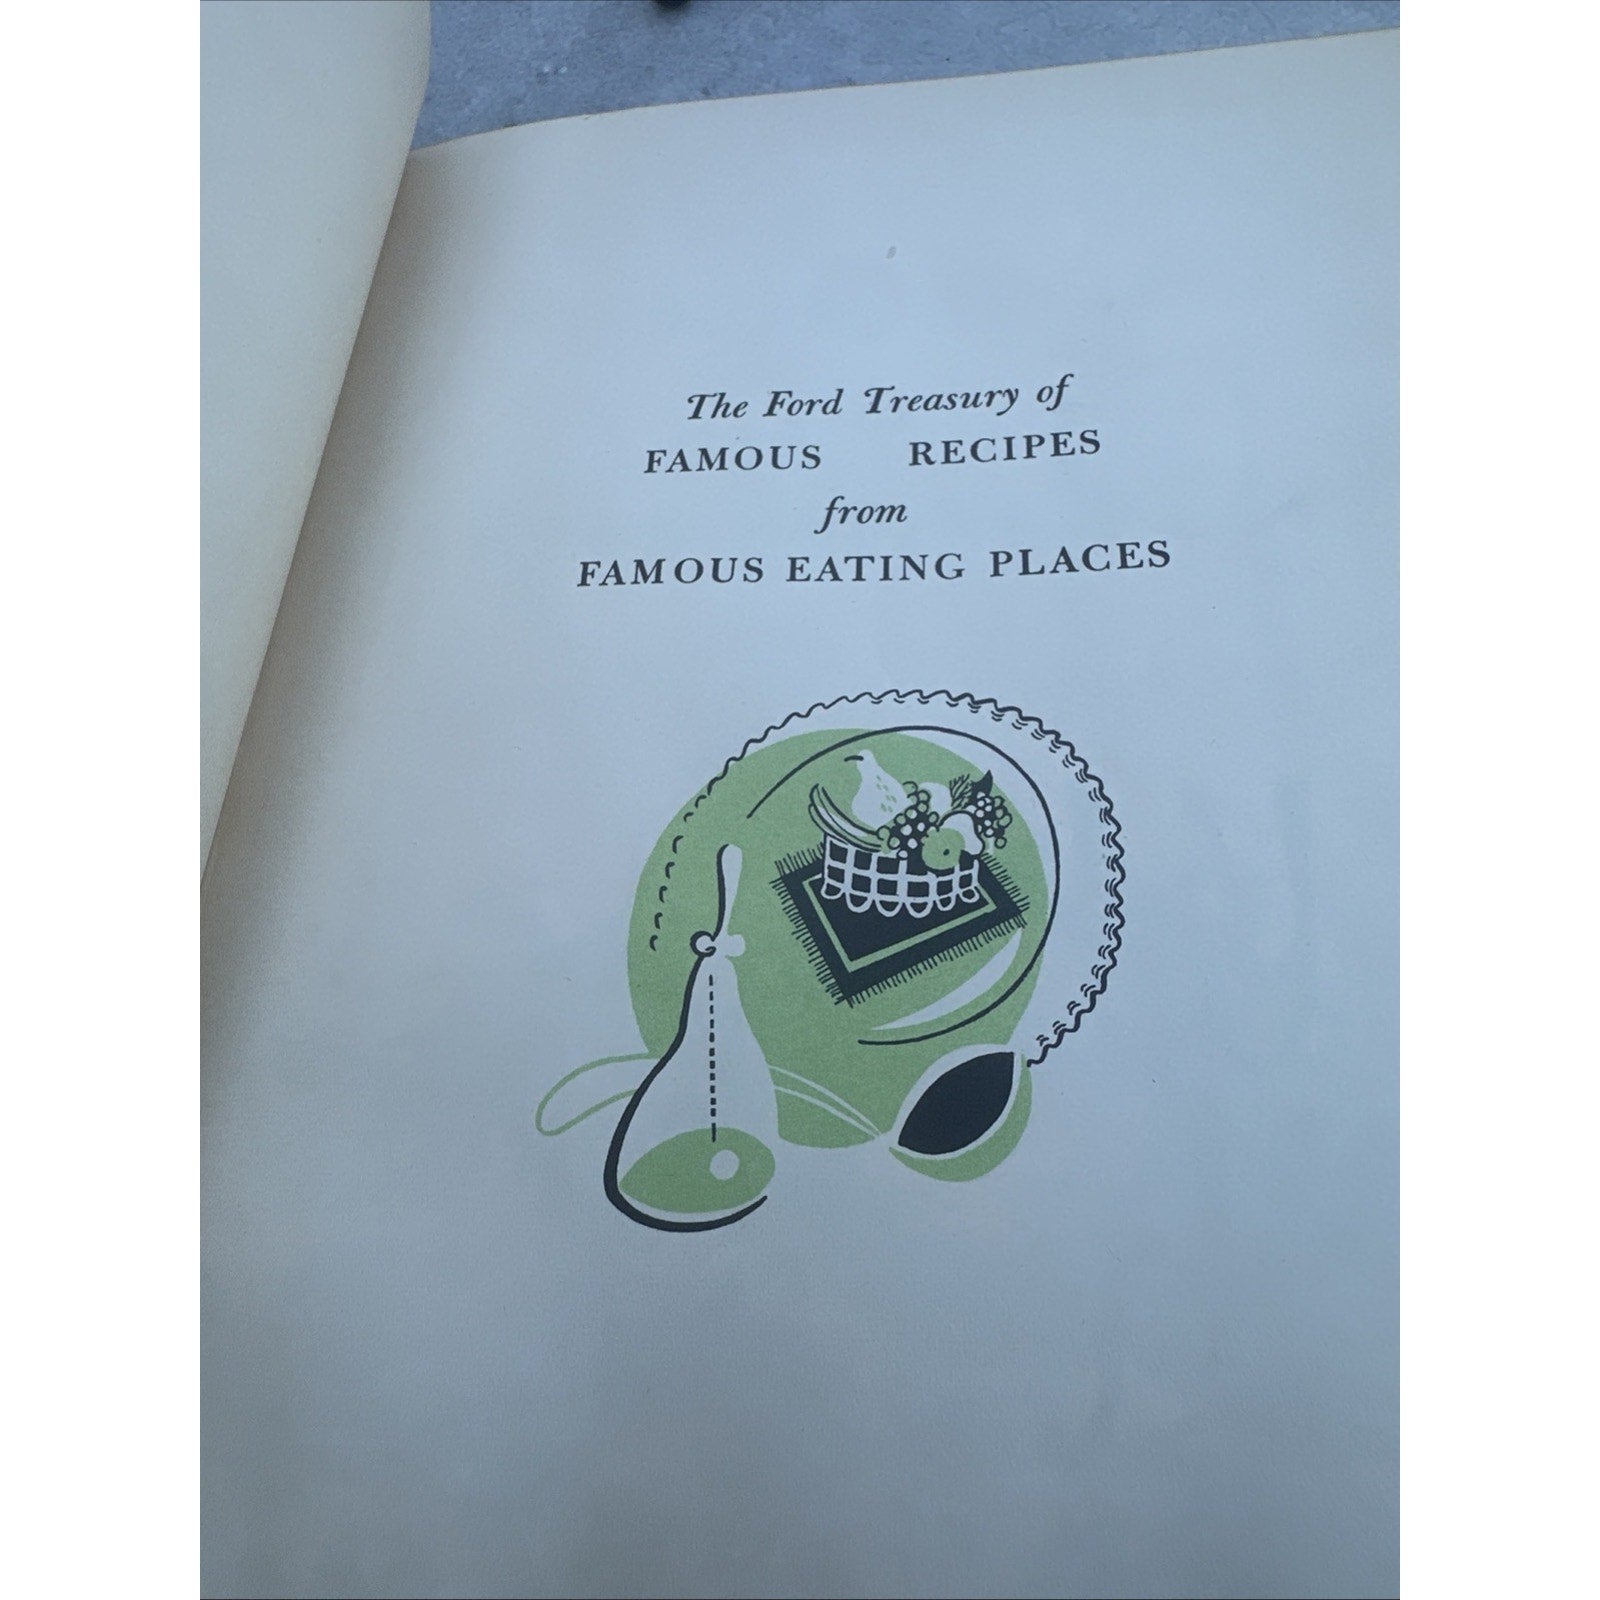 The Ford Treasury of
FAMOUS RECIPES
from
FAMOUS EATING PLACES